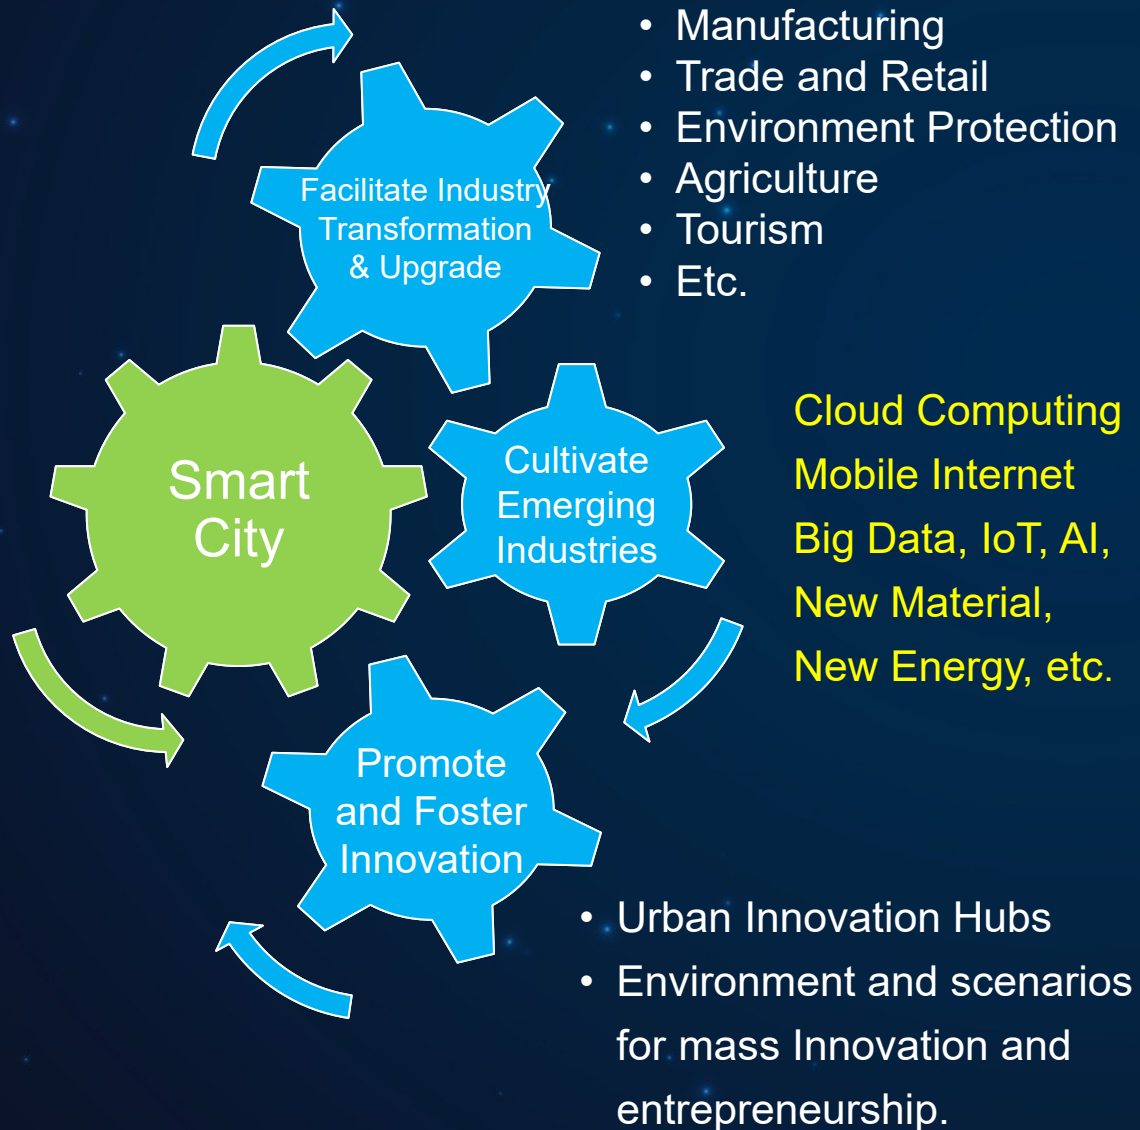 • Manufacturing
• Trade and Retail
• Environment Protection
• Agriculture
• Tourism
• Etc.
Facilitate Industry
Transformation
& Upgrade
Smart
City
Cultivate
Emerging
Industries
Cloud Computing
Mobile Internet
Big Data, IoT, AI,
New Material,
New Energy, etc.
Promote
and Foster
Innovation
• Urban Innovation Hubs
• Environment and scenarios
for mass Innovation and
entrepreneurship.